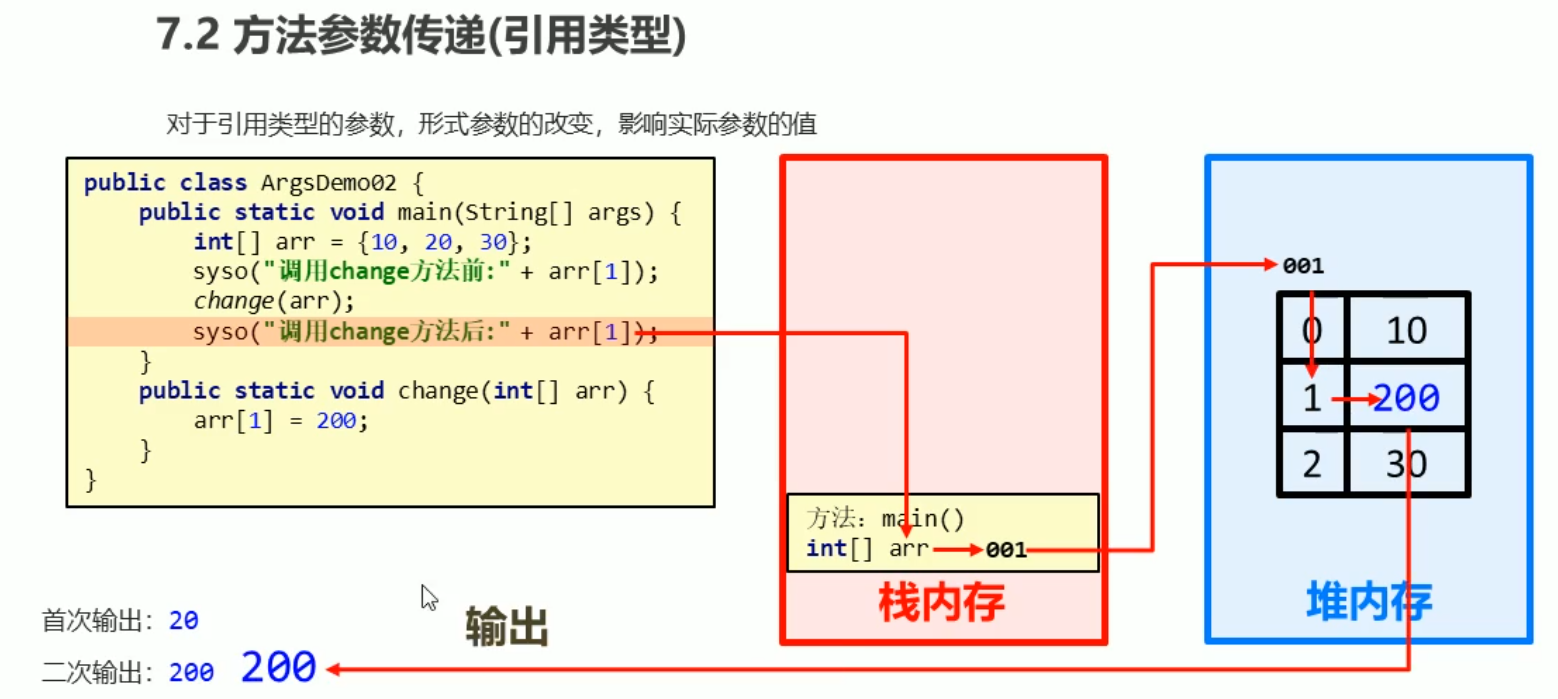 7.2 方法参数传递(引用类型)
对于引用类型的参数，形式参数的改变，影响实际参数的值
public class ArgsDemo02 {
    public static void main(String[] args) {
        int[] arr = {10, 20, 30};
        syso("调用change方法前:" + arr[1]);
        change(arr);
        syso("调用change方法后:" + arr[1]);
    }
    public static void change(int[] arr) {
        arr[1] = 200;
    }
}
方法：main()
int[] arr 001
栈内存
001
0 10
1 200
2 30
堆内存
输出
首次输出：20
二次输出：200 200